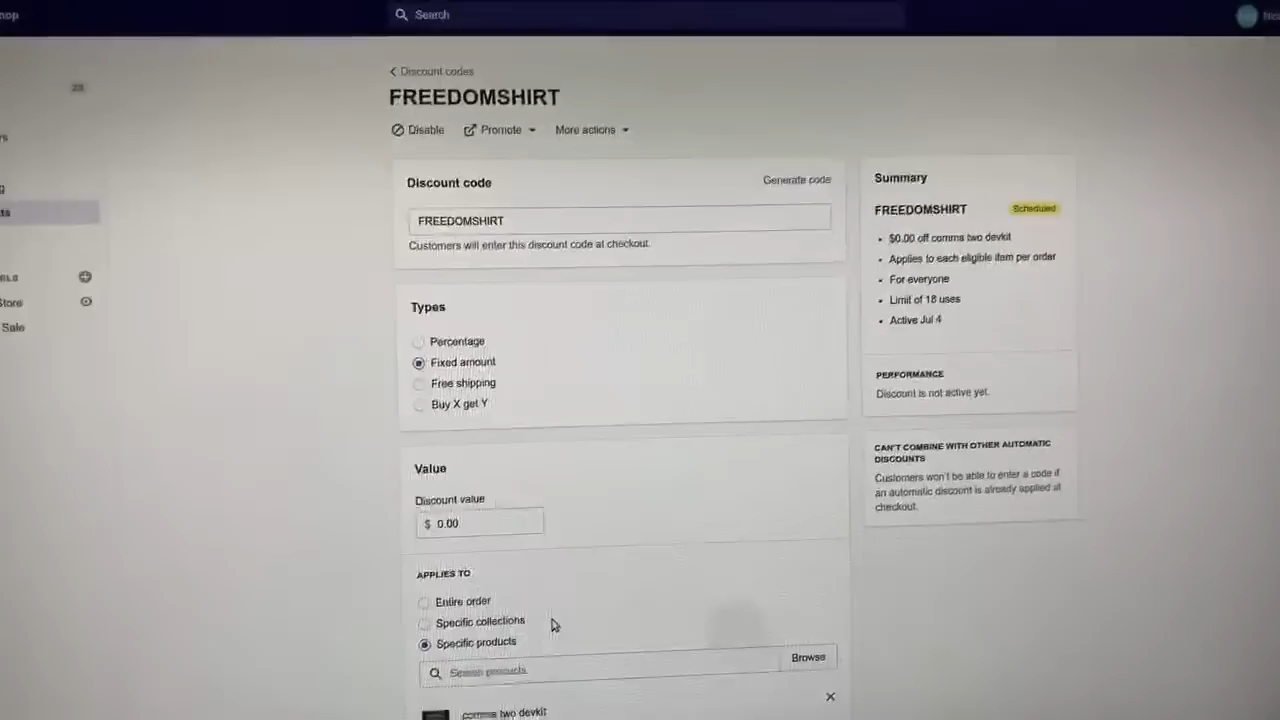 Search
23
Discount codes
FREEDOMSHIRT
Disable
Promote
More actions
Discount code
Generate code
FREEDOMSHIRT
Customers will enter this discount code at checkout.
Types
Percentage
Fixed amount
Free shipping
Buy X get Y
Value
Discount value
$ 0.00
APPLIES TO
Entire order
Specific collections
Specific products
Search products
Browse
comma two devkit
Summary
FREEDOMSHIRT
Scheduled
$0.00 off comma two devkit
Applies to each eligible item per order
For everyone
Limit of 18 uses
Active Jul 4
PERFORMANCE
Discount is not active yet.
CAN'T COMBINE WITH OTHER AUTOMATIC
DISCOUNTS
Customers won't be able to enter a code if
an automatic discount is already applied at
checkout.
Store
Sale